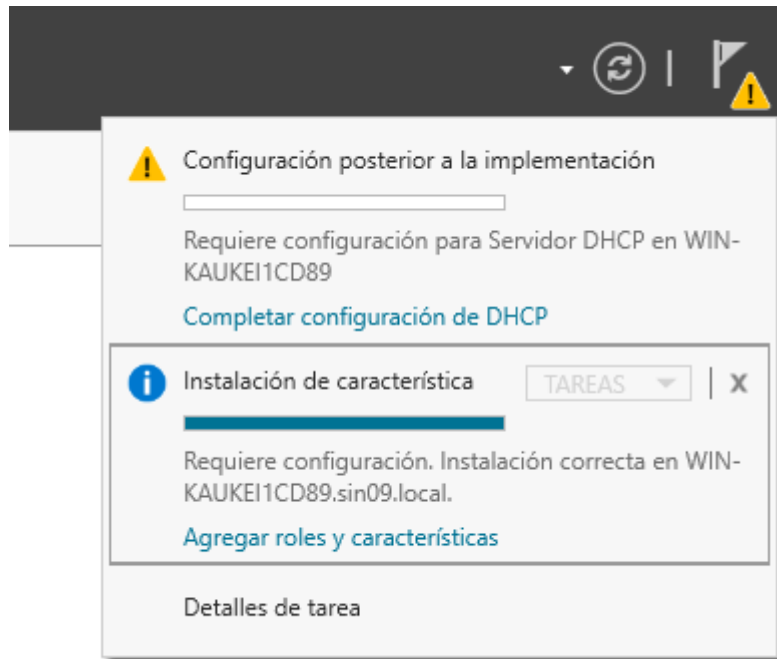 Configuración posterior a la implementación
Requiere configuración para Servidor DHCP en WIN-
KAUKEI1CD89
Completar configuración de DHCP
Instalación de característica
TAREAS
X
Requiere configuración. Instalación correcta en WIN-
KAUKEI1CD89.sin09.local.
Agregar roles y características
Detalles de tarea